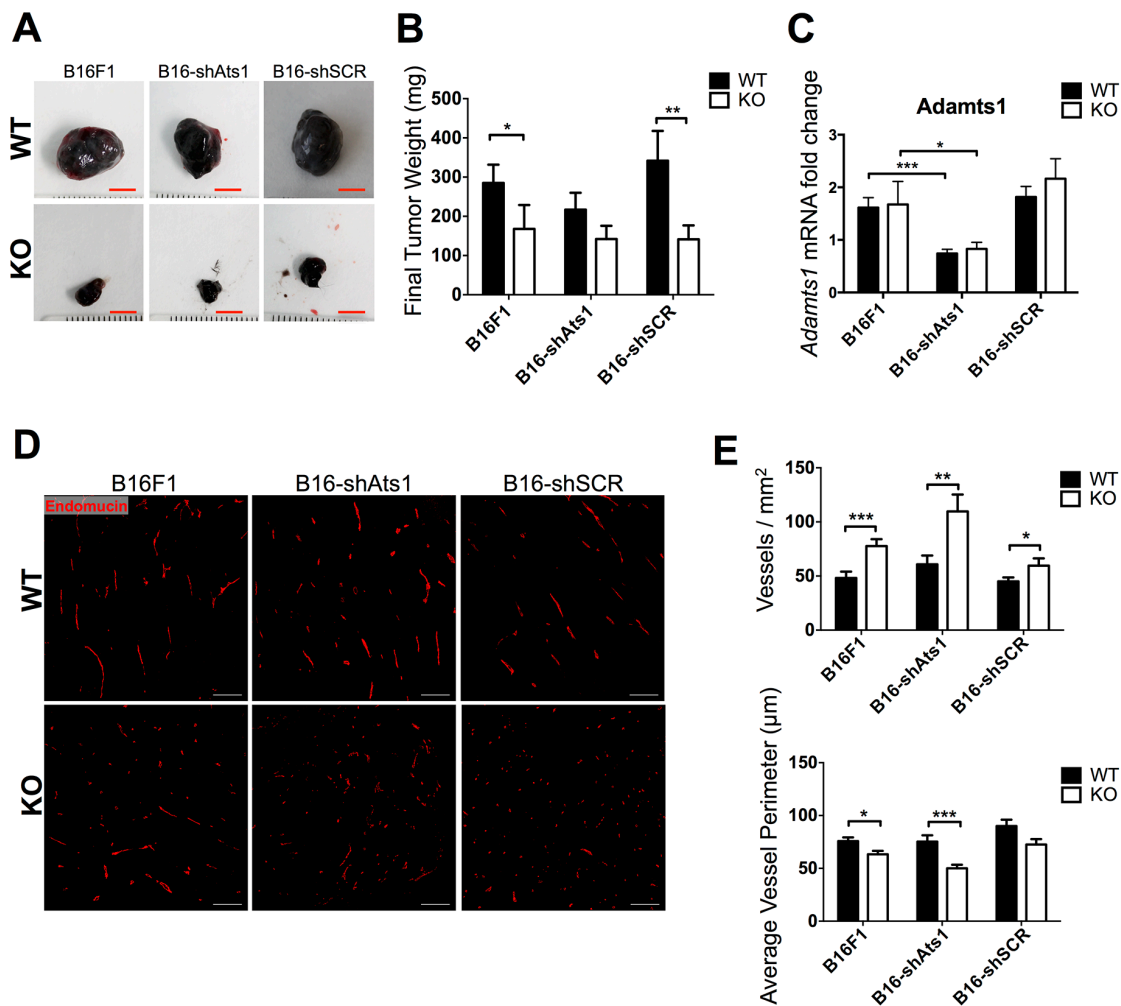 A
B16F1
B16-shAts1
B16-shSCR
WT
KO
B
Final Tumor Weight (mg)
500
400
300
200
100
0
*
**
WT
KO
B16F1
B16-shAts1
B16-shSCR
C
Adamts1
Adamts1 mRNA fold change
3
2
1
0
***
*
WT
KO
B16F1
B16-shAts1
B16-shSCR
D
B16F1
B16-shAts1
B16-shSCR
Endomucin
WT
KO
E
Vessels / mm²
150
100
50
0
***
**
*
WT
KO
B16F1
B16-shAts1
B16-shSCR
Average Vessel Perimeter (µm)
150
100
50
0
*
***
WT
KO
B16F1
B16-shAts1
B16-shSCR